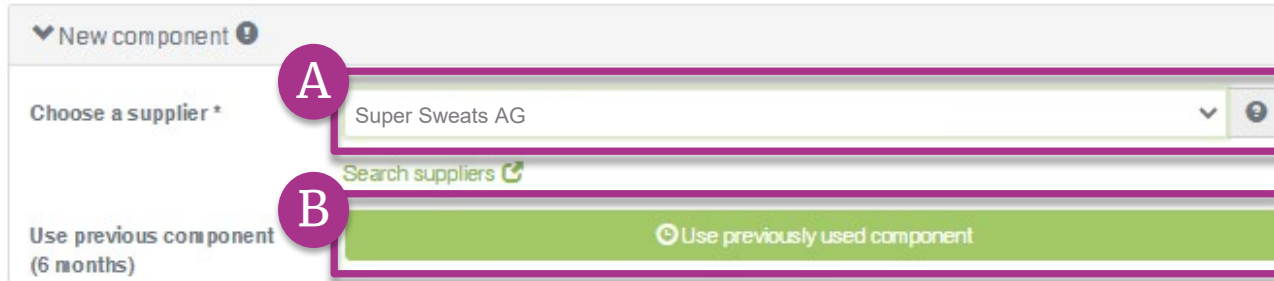 New component
A
Choose a supplier *
Super Sweats AG
Search suppliers
B
Use previous component
(6 months)
Use previously used component